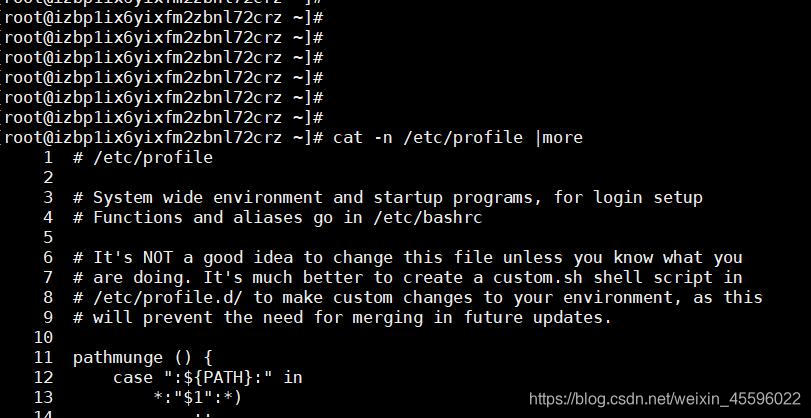 [root@izbp1ix6yixfm2zbnl72crz ~]#
[root@izbp1ix6yixfm2zbnl72crz ~]#
[root@izbp1ix6yixfm2zbnl72crz ~]#
[root@izbp1ix6yixfm2zbnl72crz ~]#
[root@izbp1ix6yixfm2zbnl72crz ~]#
[root@izbp1ix6yixfm2zbnl72crz ~]#
[root@izbp1ix6yixfm2zbnl72crz ~]#
[root@izbp1ix6yixfm2zbnl72crz ~]# cat -n /etc/profile |more
1 # /etc/profile
2
3 # System wide environment and startup programs, for login setup
4 # Functions and aliases go in /etc/bashrc
5
6 # It's NOT a good idea to change this file unless you know what you
7 # are doing. It's much better to create a custom.sh shell script in
8 # /etc/profile.d/ to make custom changes to your environment, as this
9 # will prevent the need for merging in future updates.
10
11 pathmunge () {
12 case ":${PATH}:" in
13 *:"$1":*)
14 ;;
https://blog.csdn.net/weixin_45596022